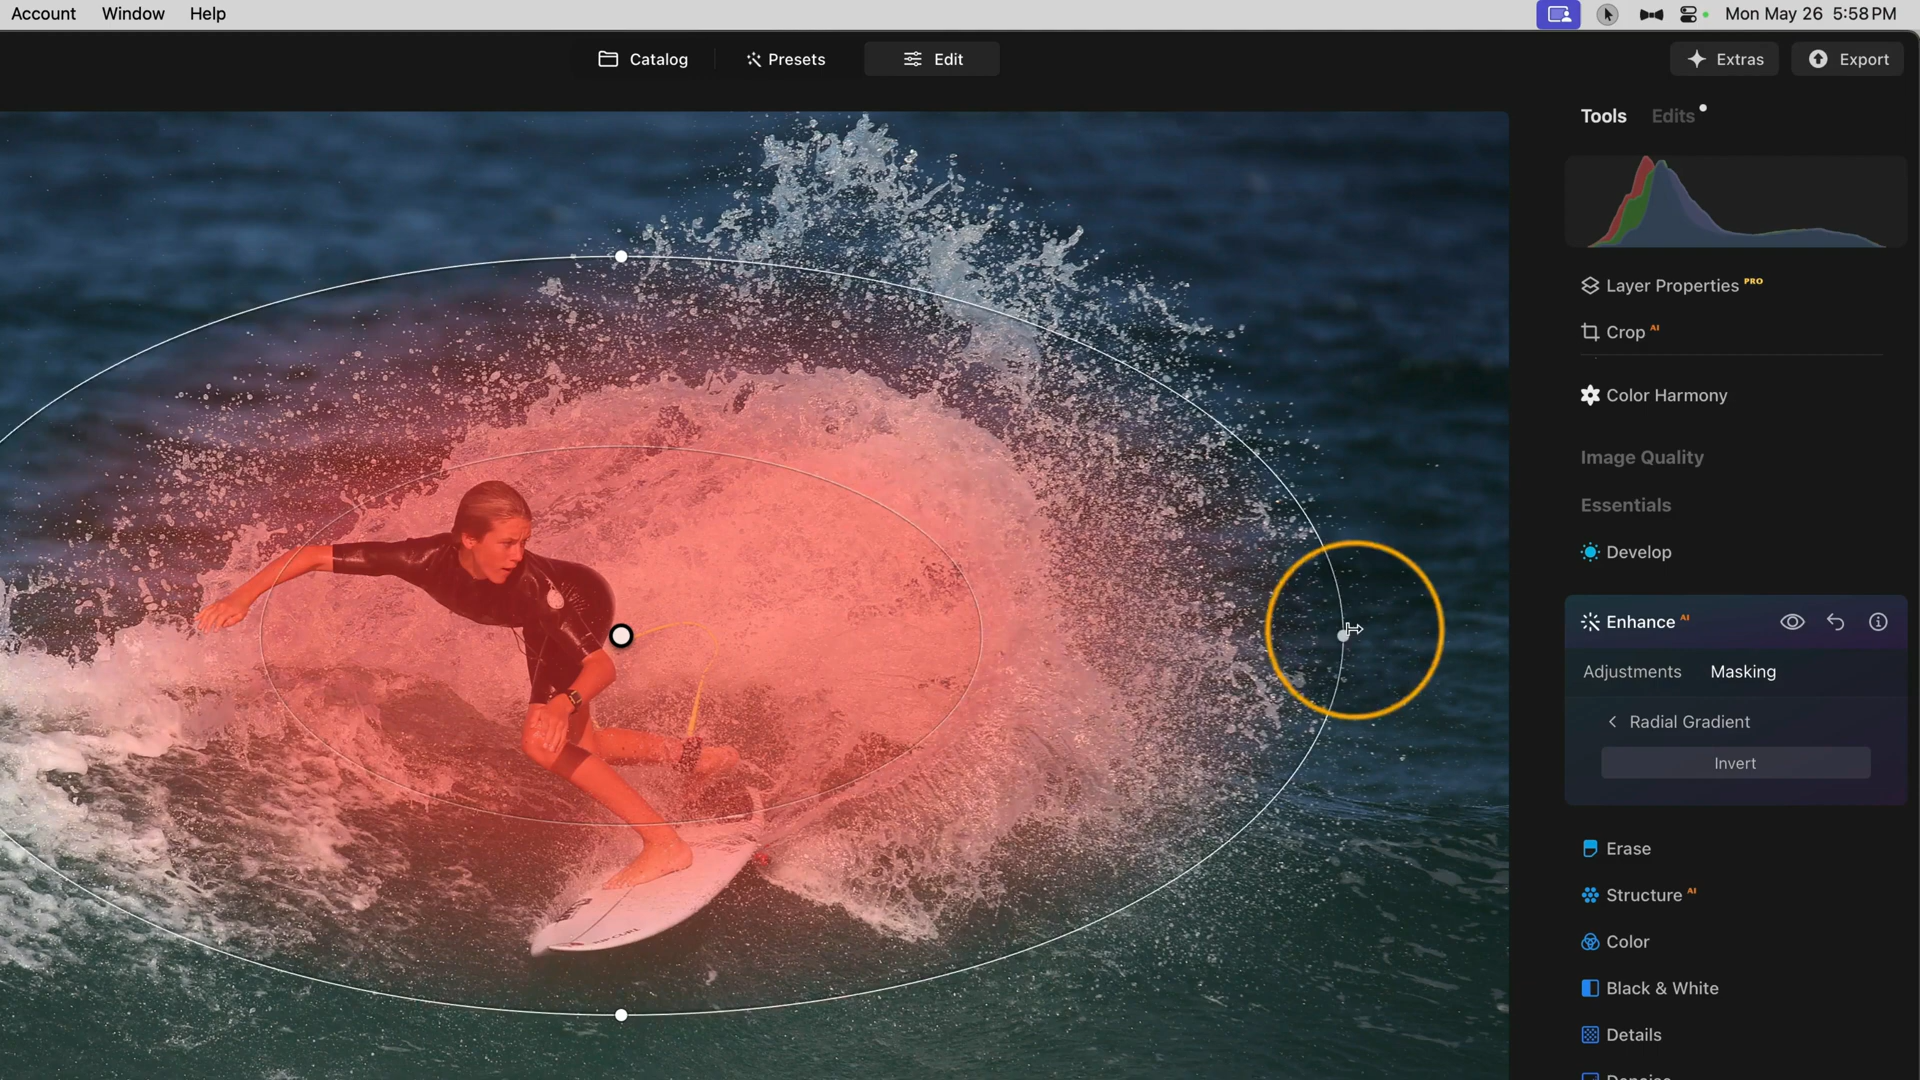 Account Window Help Mon May 26 5:58 PM
Catalog Presets Edit Extras Export
Tools Edits
Layer Properties PRO
Crop AI
Color Harmony
Image Quality
Essentials
Develop
Enhance AI
Adjustments Masking
Radial Gradient
Invert
Erase
Structure AI
Color
Black & White
Details
RIP CURL